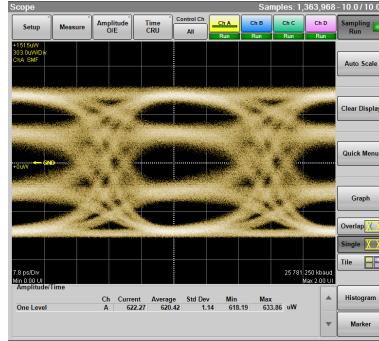 Scope Samples: 1,363,968 - 10.0 / 10.0
Setup
Measure
Amplitude O/E
Time CRU
Control Ch
All
Ch A
Run
Ch B
Run
Ch C
Run
Ch D
Run
Sampling
Run
+1515uW
303.0uW/Div
ChA SMF
Auto Scale
Clear Display
Quick Menu
+0uW
GND
Graph
Overlap
Single
Tile
7.8 ps/Div
Min 0.00 UI
25 781 250 kbaud
Max 2.00 UI
Amplitude/Time
Ch Current Average Std Dev Min Max
One Level A 622.27 620.42 1.14 618.19 633.86 uW
Histogram
Marker